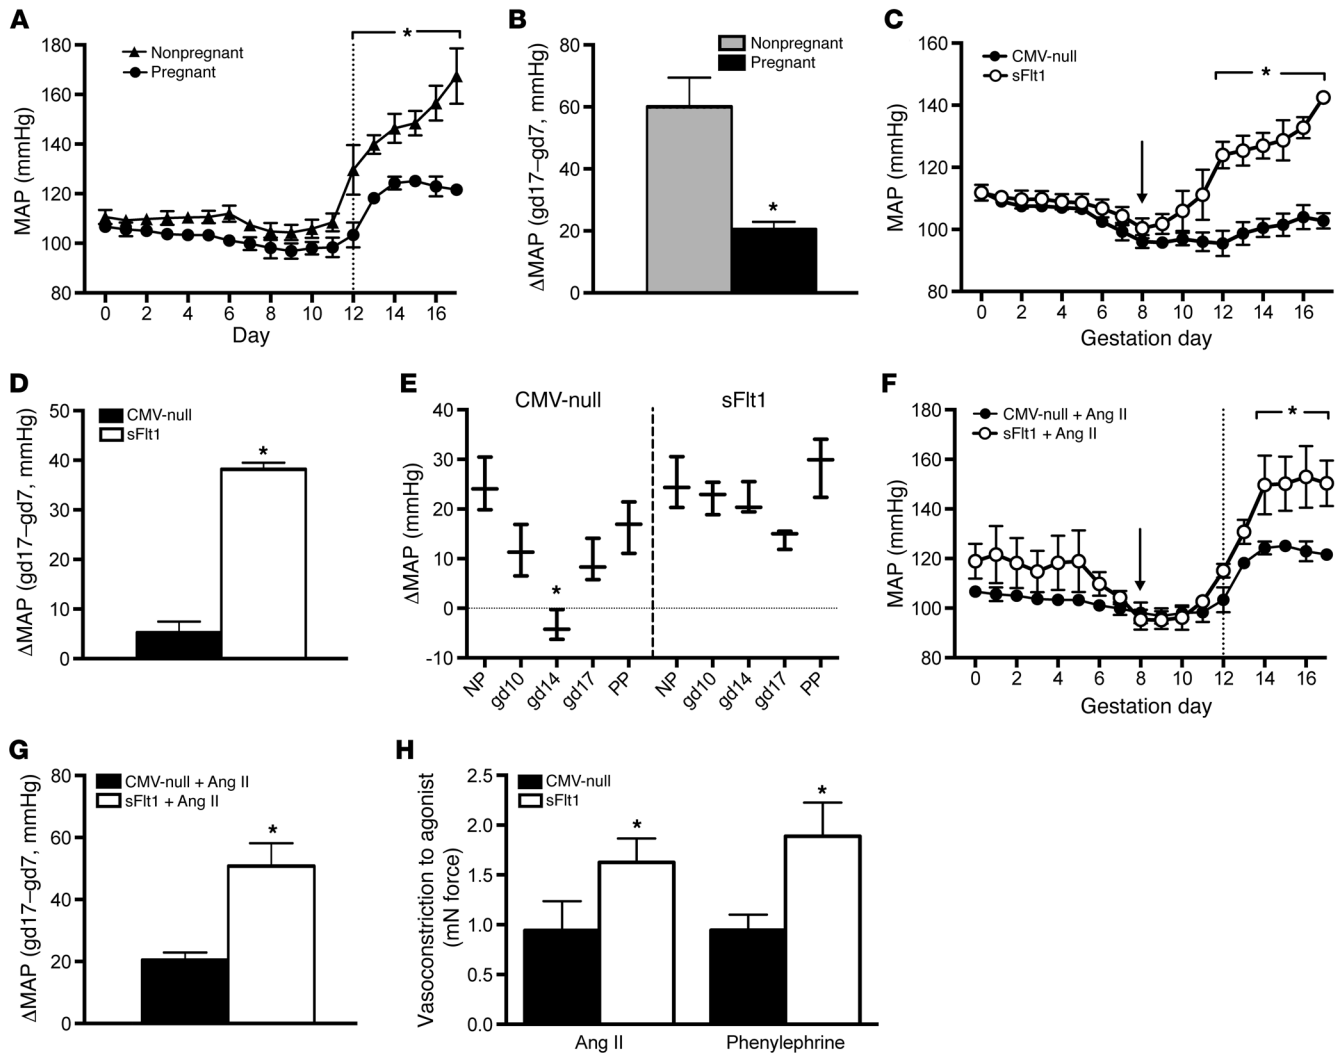 A
MAP (mmHg)
180
160
140
120
100
80
Nonpregnant
Pregnant
*
0 2 4 6 8 10 12 14 16
Day
B
ΔMAP (gd17–gd7, mmHg)
80
60
40
20
0
Nonpregnant
Pregnant
*
C
MAP (mmHg)
160
140
120
100
80
CMV-null
sFlt1
*
0 2 4 6 8 10 12 14 16
Gestation day
D
ΔMAP (gd17–gd7, mmHg)
50
40
30
20
10
0
CMV-null
sFlt1
*
E
CMV-null sFlt1
ΔMAP (mmHg)
40
30
20
10
0
-10
*
NP gd10 gd14 gd17 PP NP gd10 gd14 gd17 PP
F
MAP (mmHg)
180
160
140
120
100
80
CMV-null + Ang II
sFlt1 + Ang II
*
0 2 4 6 8 10 12 14 16
Gestation day
G
ΔMAP (gd17–gd7, mmHg)
80
60
40
20
0
CMV-null + Ang II
sFlt1 + Ang II
*
H
Vasoconstriction to agonist
(mN force)
2.5
2.0
1.5
1.0
0.5
0.0
CMV-null
sFlt1
*
*
Ang II Phenylephrine